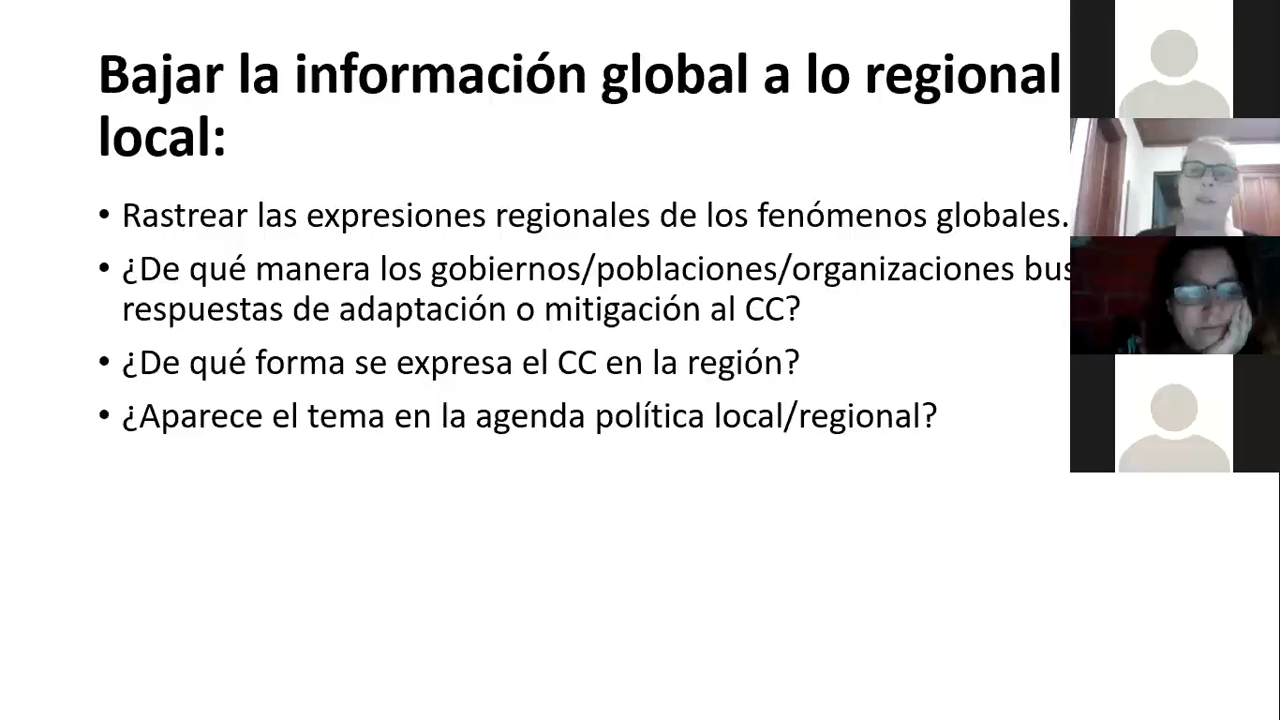 Bajar la información global a lo regional
local:
• Rastrear las expresiones regionales de los fenómenos globales.
• ¿De qué manera los gobiernos/poblaciones/organizaciones
respuestas de adaptación o mitigación al CC?
• ¿De qué forma se expresa el CC en la región?
• ¿Aparece el tema en la agenda política local/regional?